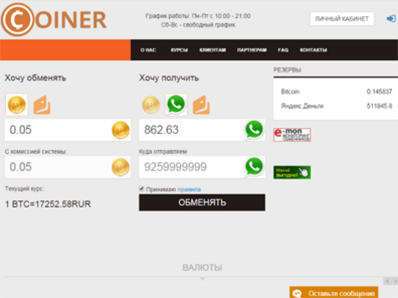 COINER
График работы: Пн-Пт с 10:00 - 21:00
Сб-Вс - свободный график
ЛИЧНЫЙ КАБИНЕТ
О НАС КУРСЫ КЛИЕНТАМ ПАРТНЕРАМ FAQ КОНТАКТЫ
Хочу обменять
Хочу получить
РЕЗЕРВЫ
Bitcoin 0.145837
Яндекс Деньги 511845.8
0.05
862.63
e-mon
С комиссией системы:
Куда отправляем
0.05
9259999999
Текущий курс:
Принимаю правила
1 BTC=17252.58RUR
ОБМЕНЯТЬ
ВАЛЮТЫ
Оставьте сообщение